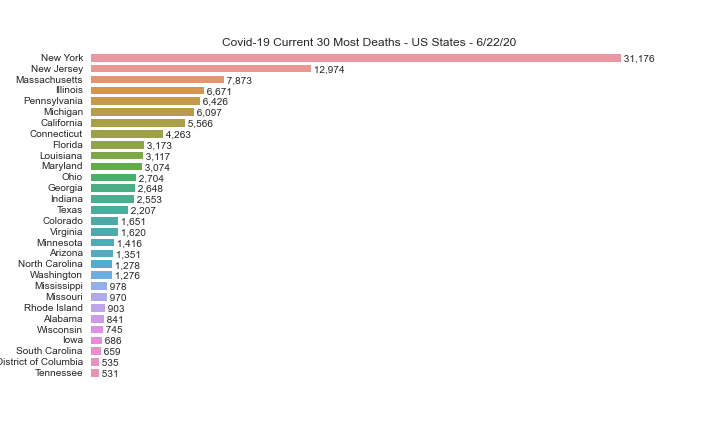 Covid-19 Current 30 Most Deaths - US States - 6/22/20
New York 31,176
New Jersey 12,974
Massachusetts 7,873
Illinois 6,671
Pennsylvania 6,426
Michigan 6,097
California 5,566
Connecticut 4,263
Florida 3,173
Louisiana 3,117
Maryland 3,074
Ohio 2,704
Georgia 2,648
Indiana 2,553
Texas 2,207
Colorado 1,651
Virginia 1,620
Minnesota 1,416
Arizona 1,351
North Carolina 1,278
Washington 1,276
Mississippi 978
Missouri 970
Rhode Island 903
Alabama 841
Wisconsin 745
Iowa 686
South Carolina 659
District of Columbia 535
Tennessee 531